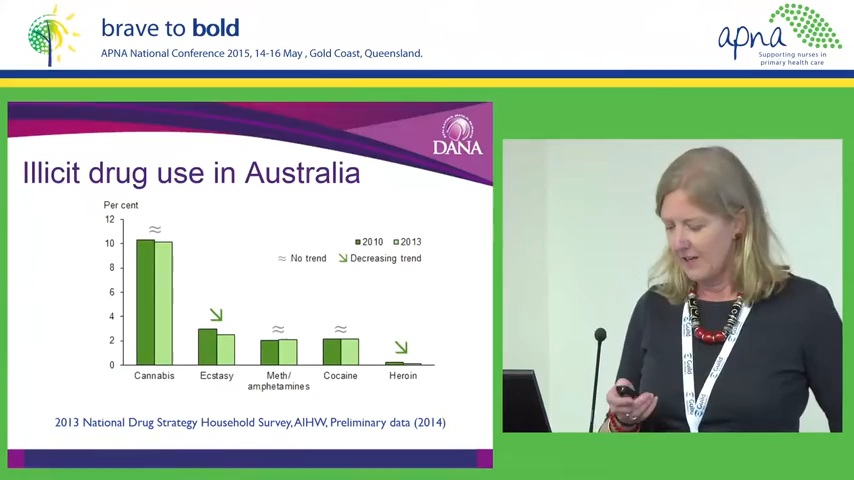 brave to bold
APNA National Conference 2015, 14-16 May , Gold Coast, Queensland.
apna
Supporting nurses in
primary health care
DANA
Illicit drug use in Australia
Per cent
12
10
8
6
4
2
0
2010 2013
No trend Decreasing trend
Cannabis Ecstasy Meth/ Cocaine Heroin
amphetamines
2013 National Drug Strategy Household Survey, AIHW, Preliminary data (2014)
Guild